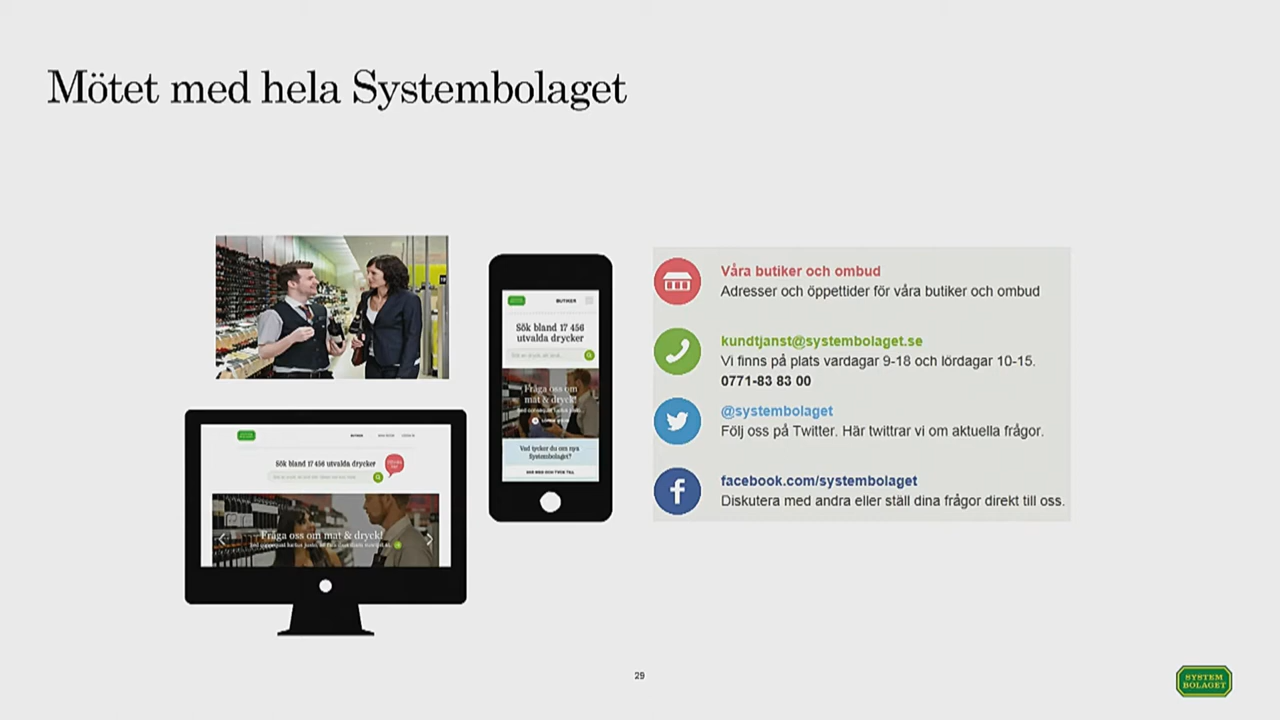 Mötet med hela Systembolaget
BUTIKER
Sök bland 17 456
utvalda drycker
Fråga oss om
mat & dryck!
Vad tycker du om nya
Systembolaget?
Sök bland 17 456 utvalda drycker
Fråga oss om mat & dryck!
Våra butiker och ombud
Adresser och öppettider för våra butiker och ombud
kundtjanst@systembolaget.se
Vi finns på plats vardagar 9-18 och lördagar 10-15.
0771-83 83 00
@systembolaget
Följ oss på Twitter. Här twittrar vi om aktuella frågor.
facebook.com/systembolaget
Diskutera med andra eller ställ dina frågor direkt till oss.
29
SYSTEM
BOLAGET